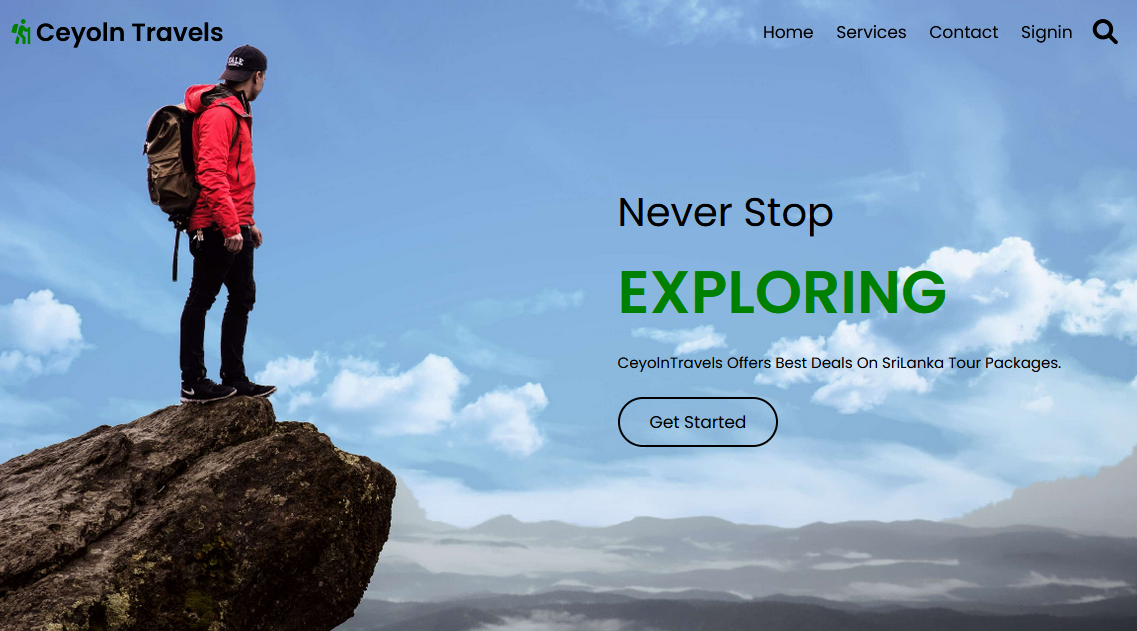 Ceyoln Travels
Home Services Contact Signin
Never Stop
EXPLORING
CeyolnTravels Offers Best Deals On SriLanka Tour Packages.
Get Started